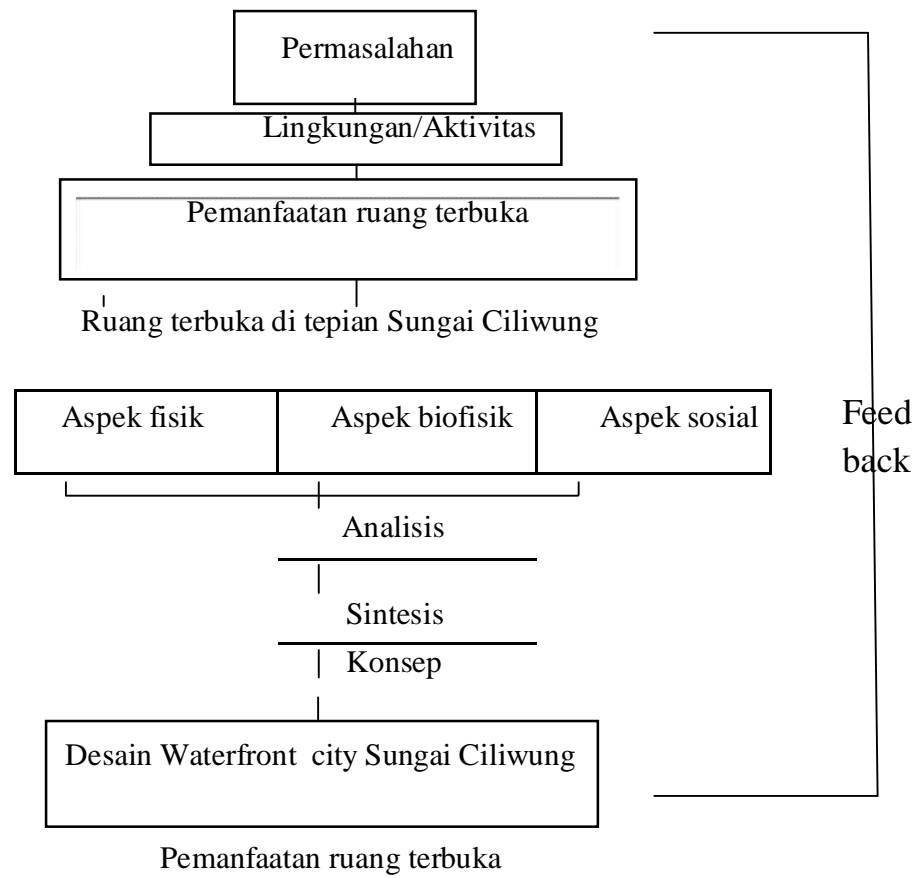 Permasalahan
Lingkungan/Aktivitas
Pemanfaatan ruang terbuka
Ruang terbuka di tepian Sungai Ciliwung
Aspek fisik
Aspek biofisik
Aspek sosial
Feed
back
Analisis
Sintesis
Konsep
Desain Waterfront city Sungai Ciliwung
Pemanfaatan ruang terbuka